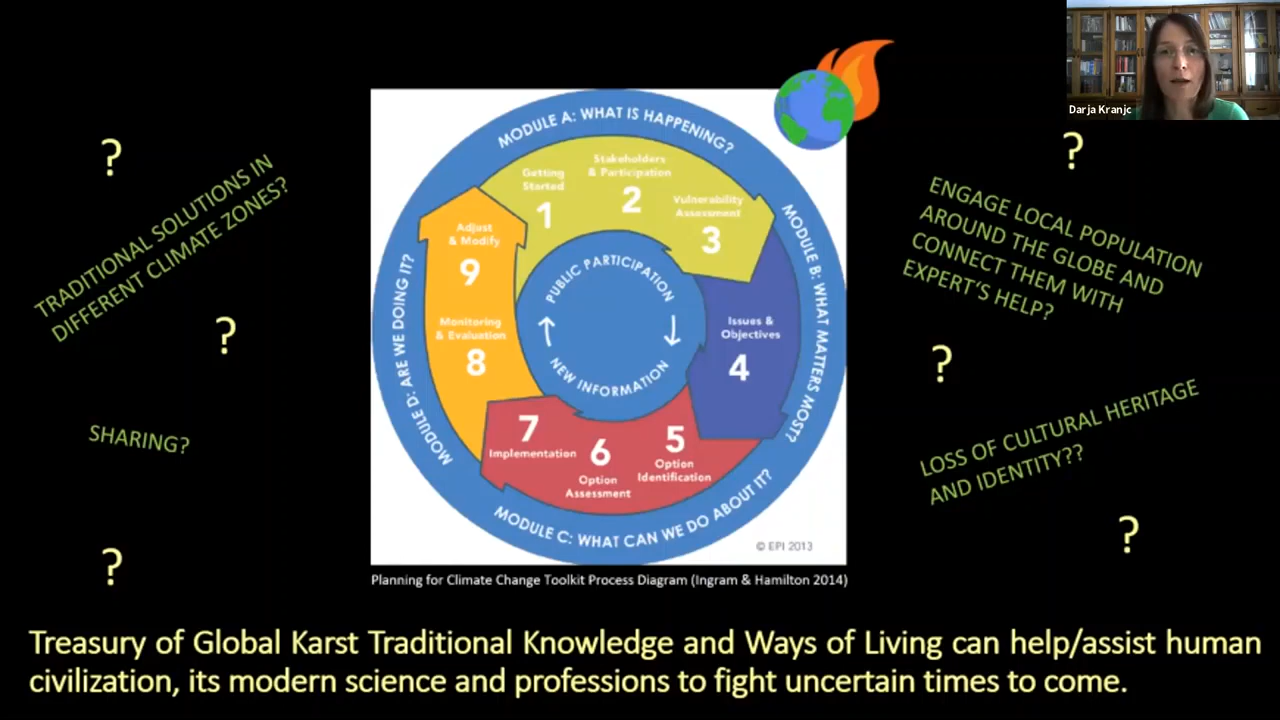 Darja Kranjc
?
TRADITIONAL SOLUTIONS IN
DIFFERENT CLIMATE ZONES?
?
SHARING?
?
MODULE A: WHAT IS HAPPENING?
Getting
Started
1
Stakeholders
& Participation
2
Vulnerability
Assessment
3
MODULE B: WHAT MATTERS MOST?
Issues &
Objectives
4
MODULE C: WHAT CAN WE DO ABOUT IT?
5
Option
Identification
6
Option
Assessment
7
Implementation
MODULE D: ARE WE DOING IT?
Monitoring
& Evaluation
8
Adjust
& Modify
9
PUBLIC PARTICIPATION
NEW INFORMATION
© EPI 2013
Planning for Climate Change Toolkit Process Diagram (Ingram & Hamilton 2014)
?
ENGAGE LOCAL POPULATION
AROUND THE GLOBE AND
CONNECT THEM WITH
EXPERT'S HELP?
?
LOSS OF CULTURAL HERITAGE
AND IDENTITY??
?
Treasury of Global Karst Traditional Knowledge and Ways of Living can help/assist human
civilization, its modern science and professions to fight uncertain times to come.